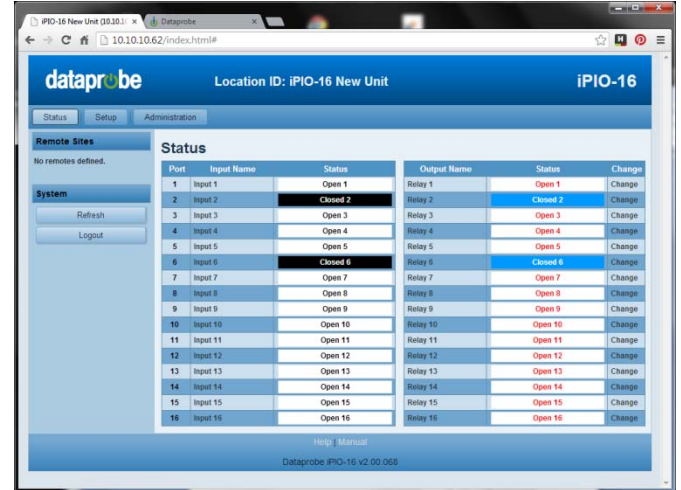 iPIO-16 New Unit (10.10.1
Dataprobe
10.10.10.62/index.html#
dataprobe
Location ID: iPIO-16 New Unit
iPIO-16
Status Setup Administration
Remote Sites
No remotes defined.
System
Refresh
Logout
Status
Port Input Name Status Output Name Status Change
1 Input 1 Open 1 Relay 1 Open 1 Change
2 Input 2 Closed 2 Relay 2 Closed 2 Change
3 Input 3 Open 3 Relay 3 Open 3 Change
4 Input 4 Open 4 Relay 4 Open 4 Change
5 Input 5 Open 5 Relay 5 Open 5 Change
6 Input 6 Closed 6 Relay 6 Closed 6 Change
7 Input 7 Open 7 Relay 7 Open 7 Change
8 Input 8 Open 8 Relay 8 Open 8 Change
9 Input 9 Open 9 Relay 9 Open 9 Change
10 Input 10 Open 10 Relay 10 Open 10 Change
11 Input 11 Open 11 Relay 11 Open 11 Change
12 Input 12 Open 12 Relay 12 Open 12 Change
13 Input 13 Open 13 Relay 13 Open 13 Change
14 Input 14 Open 14 Relay 14 Open 14 Change
15 Input 15 Open 15 Relay 15 Open 15 Change
16 Input 16 Open 16 Relay 16 Open 16 Change
Help | Manual
Dataprobe iPIO-16 v2.00.068